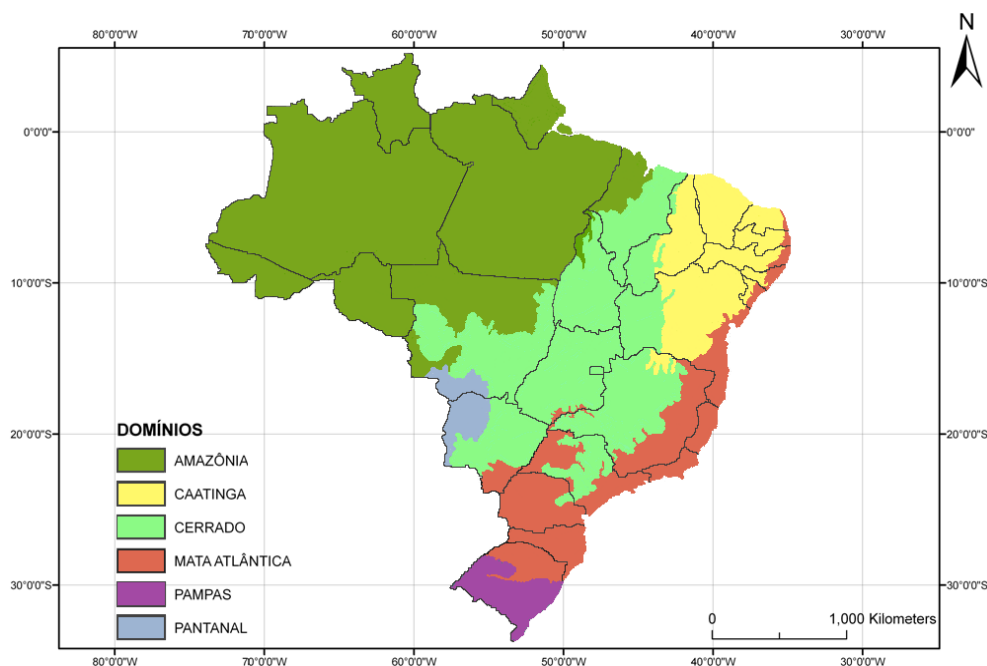 N
80°0'0"W 70°0'0"W 60°0'0"W 50°0'0"W 40°0'0"W 30°0'0"W
0°0'0" 0°0'0"
10°0'0"S 10°0'0"S
20°0'0"S 20°0'0"S
DOMÍNIOS
AMAZÔNIA
CAATINGA
CERRADO
MATA ATLÂNTICA
PAMPAS
PANTANAL
30°0'0"S 30°0'0"S
0 1,000 Kilometers
80°0'0"W 70°0'0"W 60°0'0"W 50°0'0"W 40°0'0"W 30°0'0"W